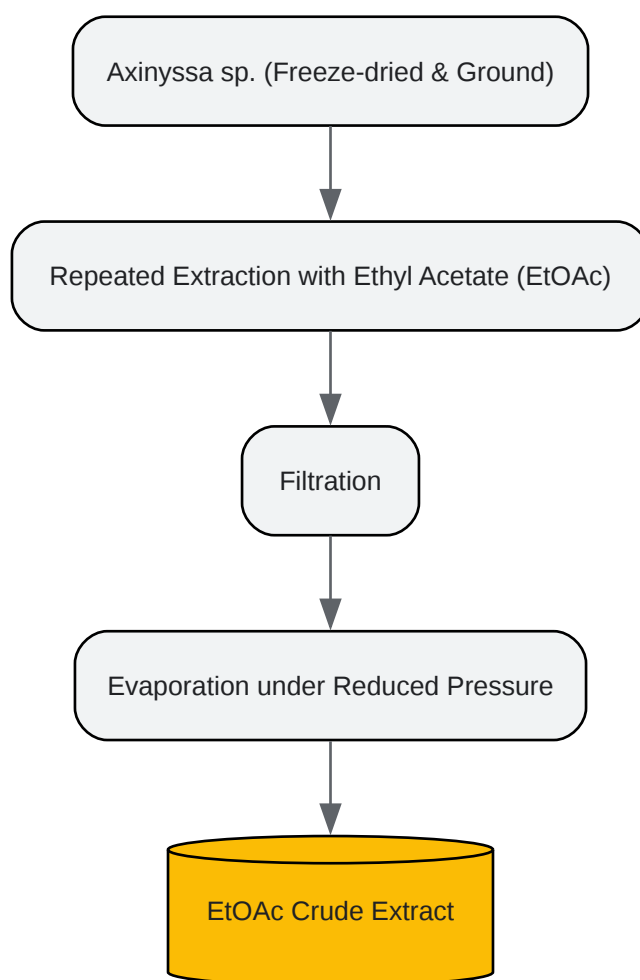 Axinyssa sp. (Freeze-dried & Ground)
Repeated Extraction with Ethyl Acetate (EtOAc)
Filtration
Evaporation under Reduced Pressure
EtOAc Crude Extract